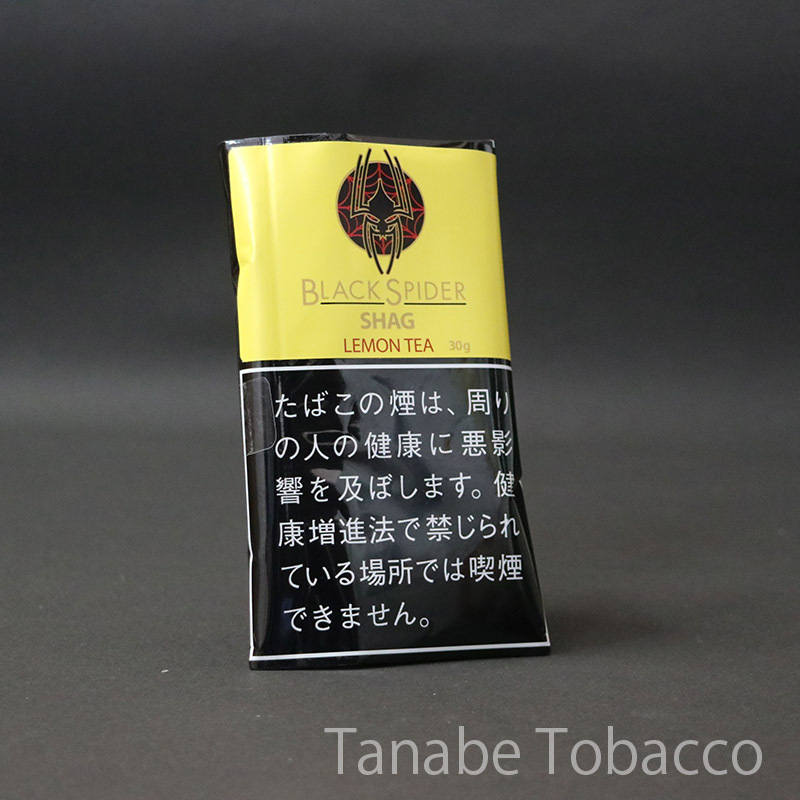 BLACK SPIDER
SHAG
LEMON TEA 30g
たばこの煙は、周り
の人の健康に悪影
響を及ぼします。健
康増進法で禁じられ
ている場所では喫煙
できません。
Tanabe Tobacco